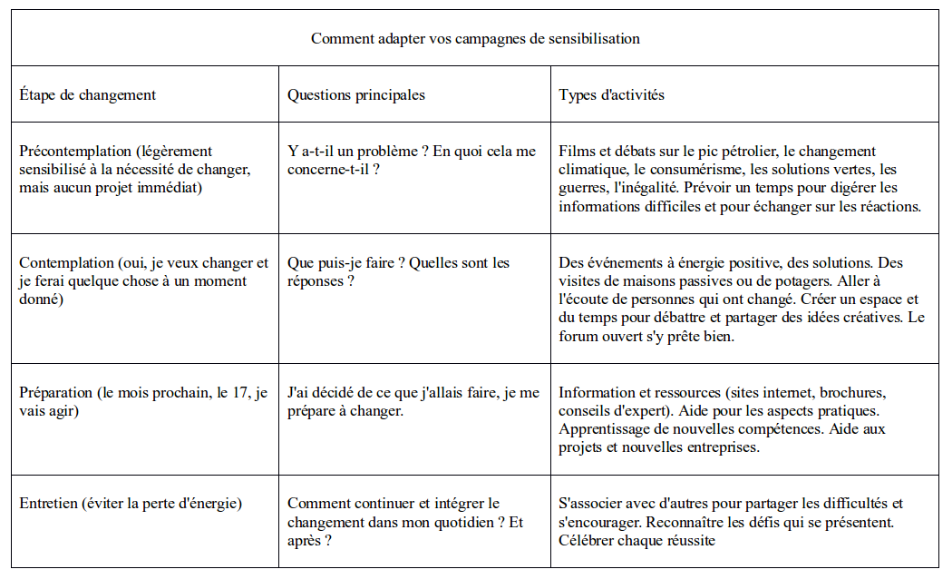 Comment adapter vos campagnes de sensibilisation
Étape de changement
Questions principales
Types d'activités
Précontemplation (légèrement
sensibilisé à la nécessité de changer,
mais aucun projet immédiat)
Y a-t-il un problème ? En quoi cela me
concerne-t-il ?
Films et débats sur le pic pétrolier, le changement
climatique, le consumérisme, les solutions vertes, les
guerres, l'inégalité. Prévoir un temps pour digérer les
informations difficiles et pour échanger sur les réactions.
Contemplation (oui, je veux changer et
je ferai quelque chose à un moment
donné)
Que puis-je faire ? Quelles sont les
réponses ?
Des événements à énergie positive, des solutions. Des
visites de maisons passives ou de potagers. Aller à
l'écoute de personnes qui ont changé. Créer un espace et
du temps pour débattre et partager des idées créatives. Le
forum ouvert s'y prête bien.
Préparation (le mois prochain, le 17, je
vais agir)
J'ai décidé de ce que j'allais faire, je me
prépare à changer.
Information et ressources (sites internet, brochures,
conseils d'expert). Aide pour les aspects pratiques.
Apprentissage de nouvelles compétences. Aide aux
projets et nouvelles entreprises.
Entretien (éviter la perte d'énergie)
Comment continuer et intégrer le
changement dans mon quotidien ? Et
après ?
S'associer avec d'autres pour partager les difficultés et
s'encourager. Reconnaître les défis qui se présentent.
Célébrer chaque réussite